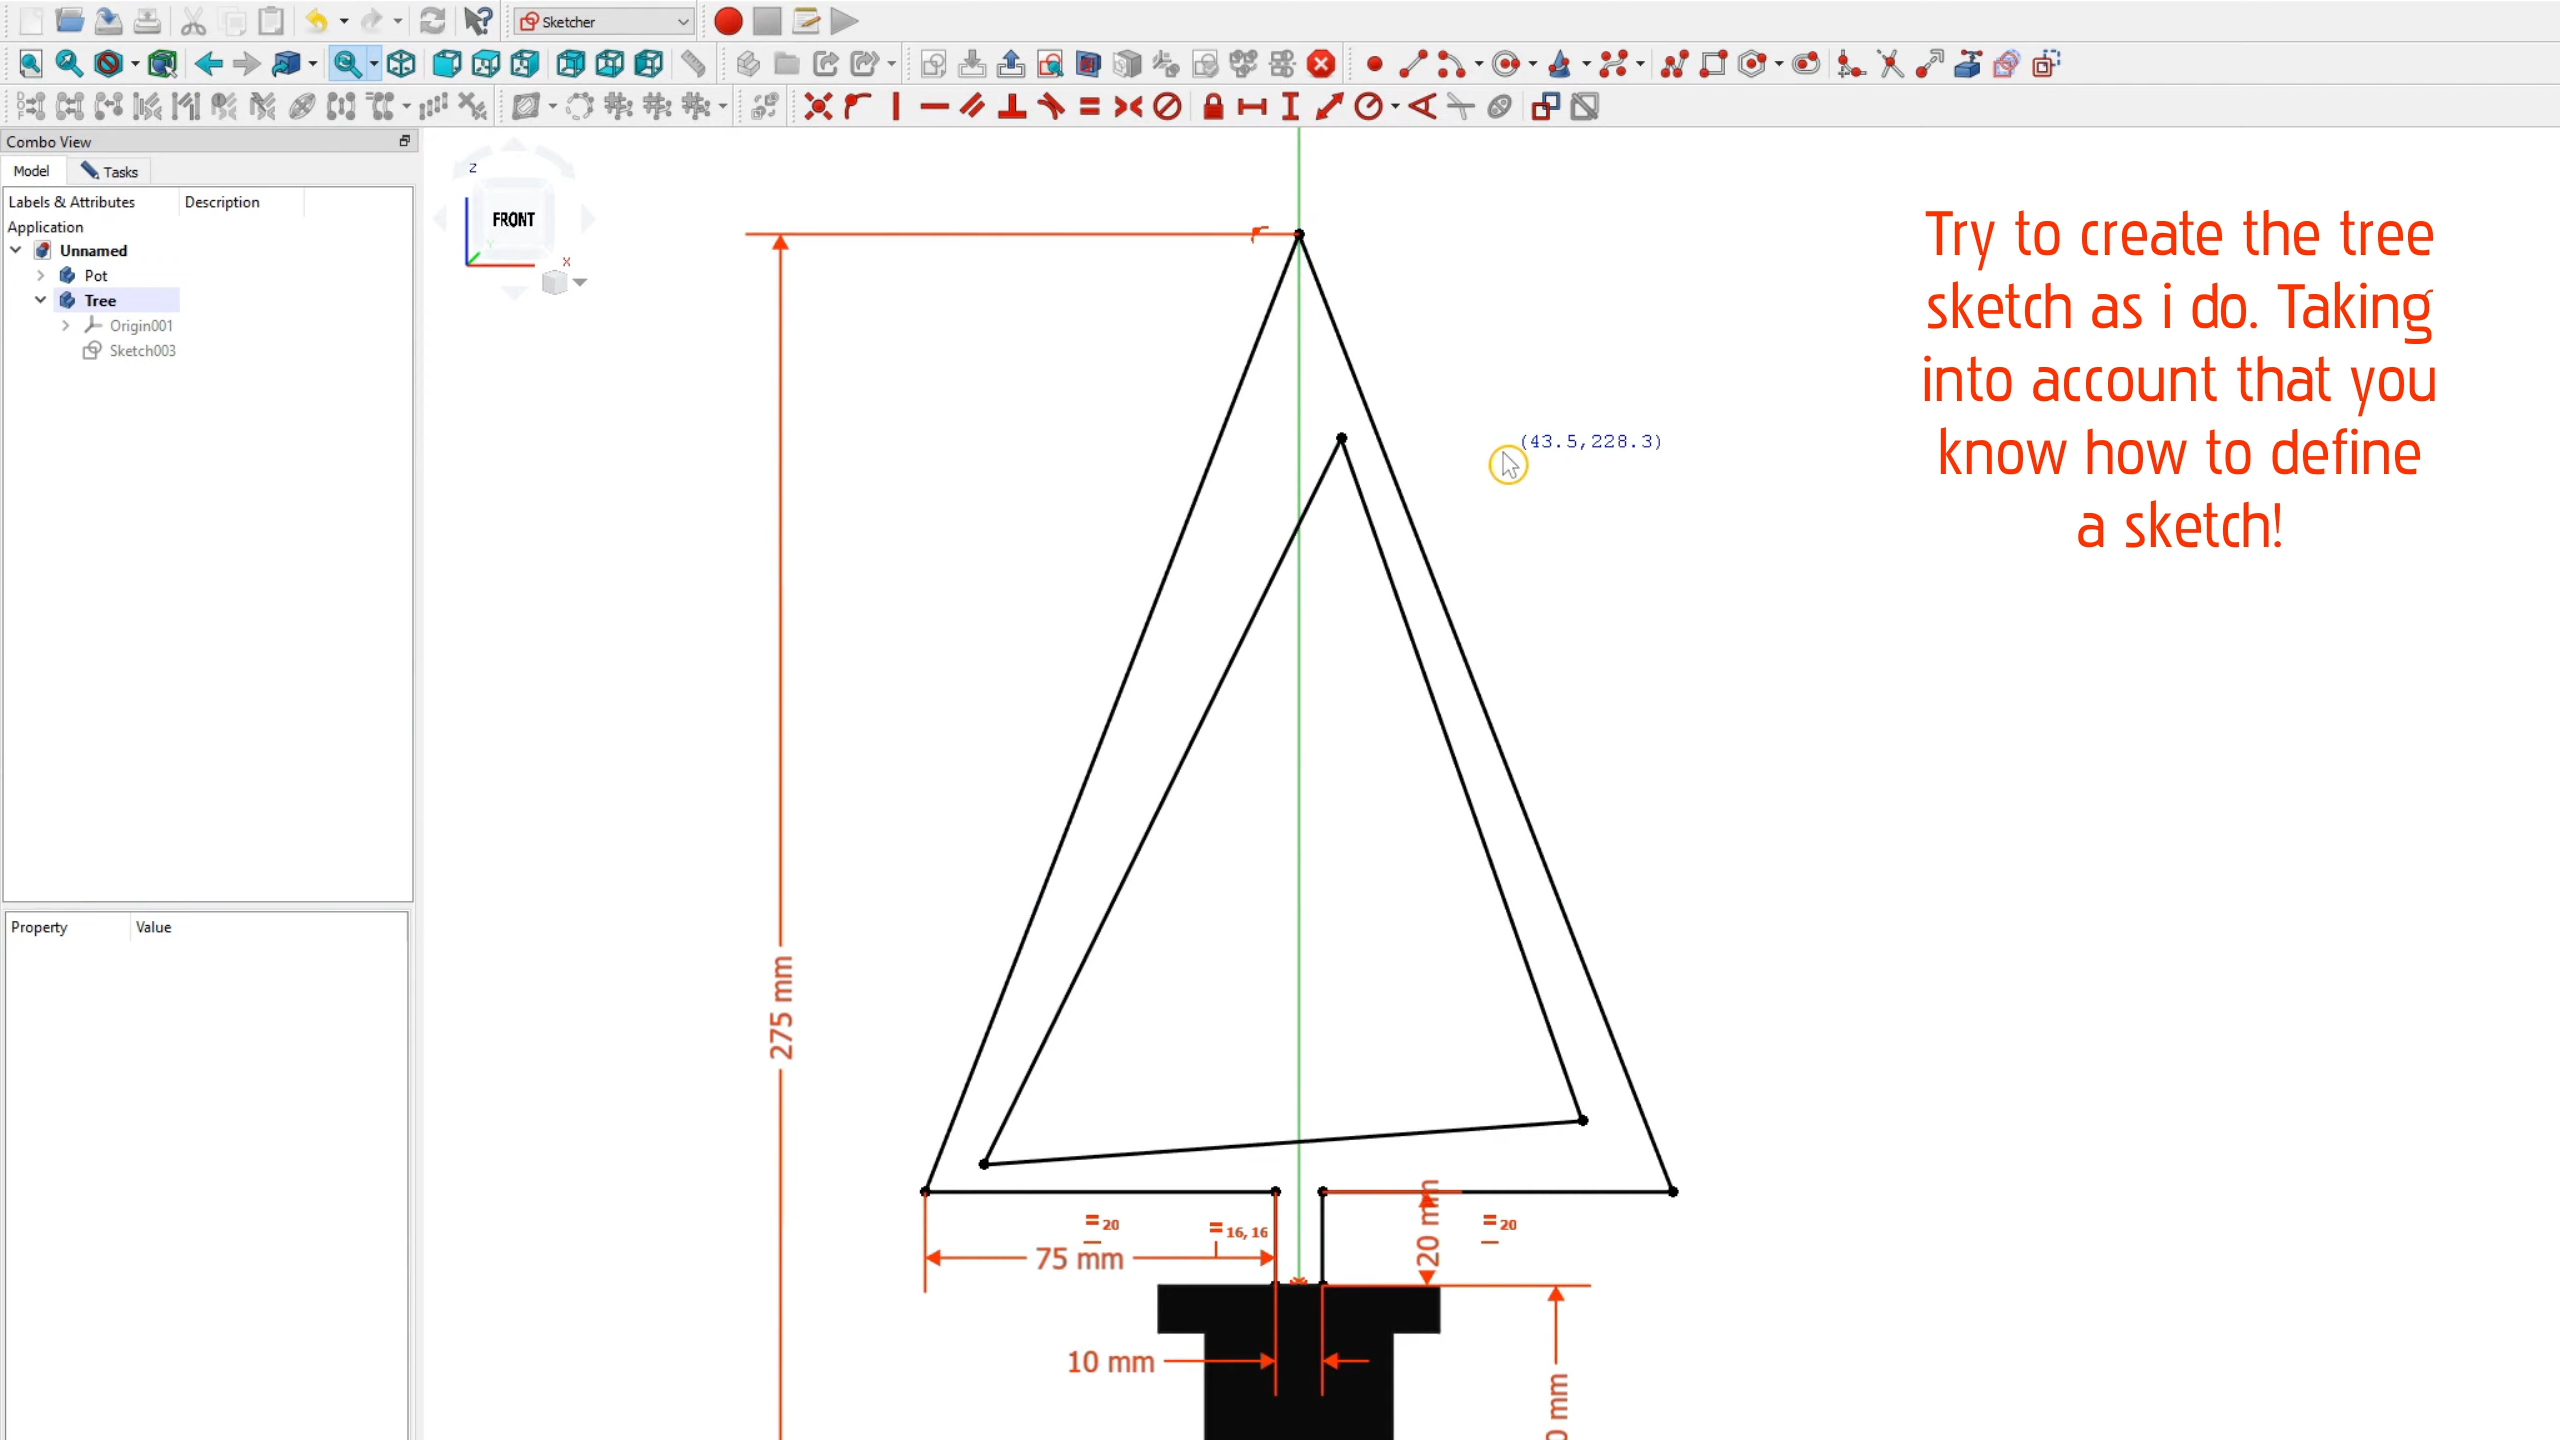 Sketcher
Combo View
Model
Tasks
Labels & Attributes
Description
Application
Unnamed
Pot
Tree
Origin001
Sketch003
Property
Value
Z
FRONT
Y
X
(43.5,228.3)
Try to create the tree
sketch as i do. Taking
into account that you
know how to define
a sketch!
275 mm
= 20
= 16, 16
75 mm
20 mm
= 20
10 mm
0 mm